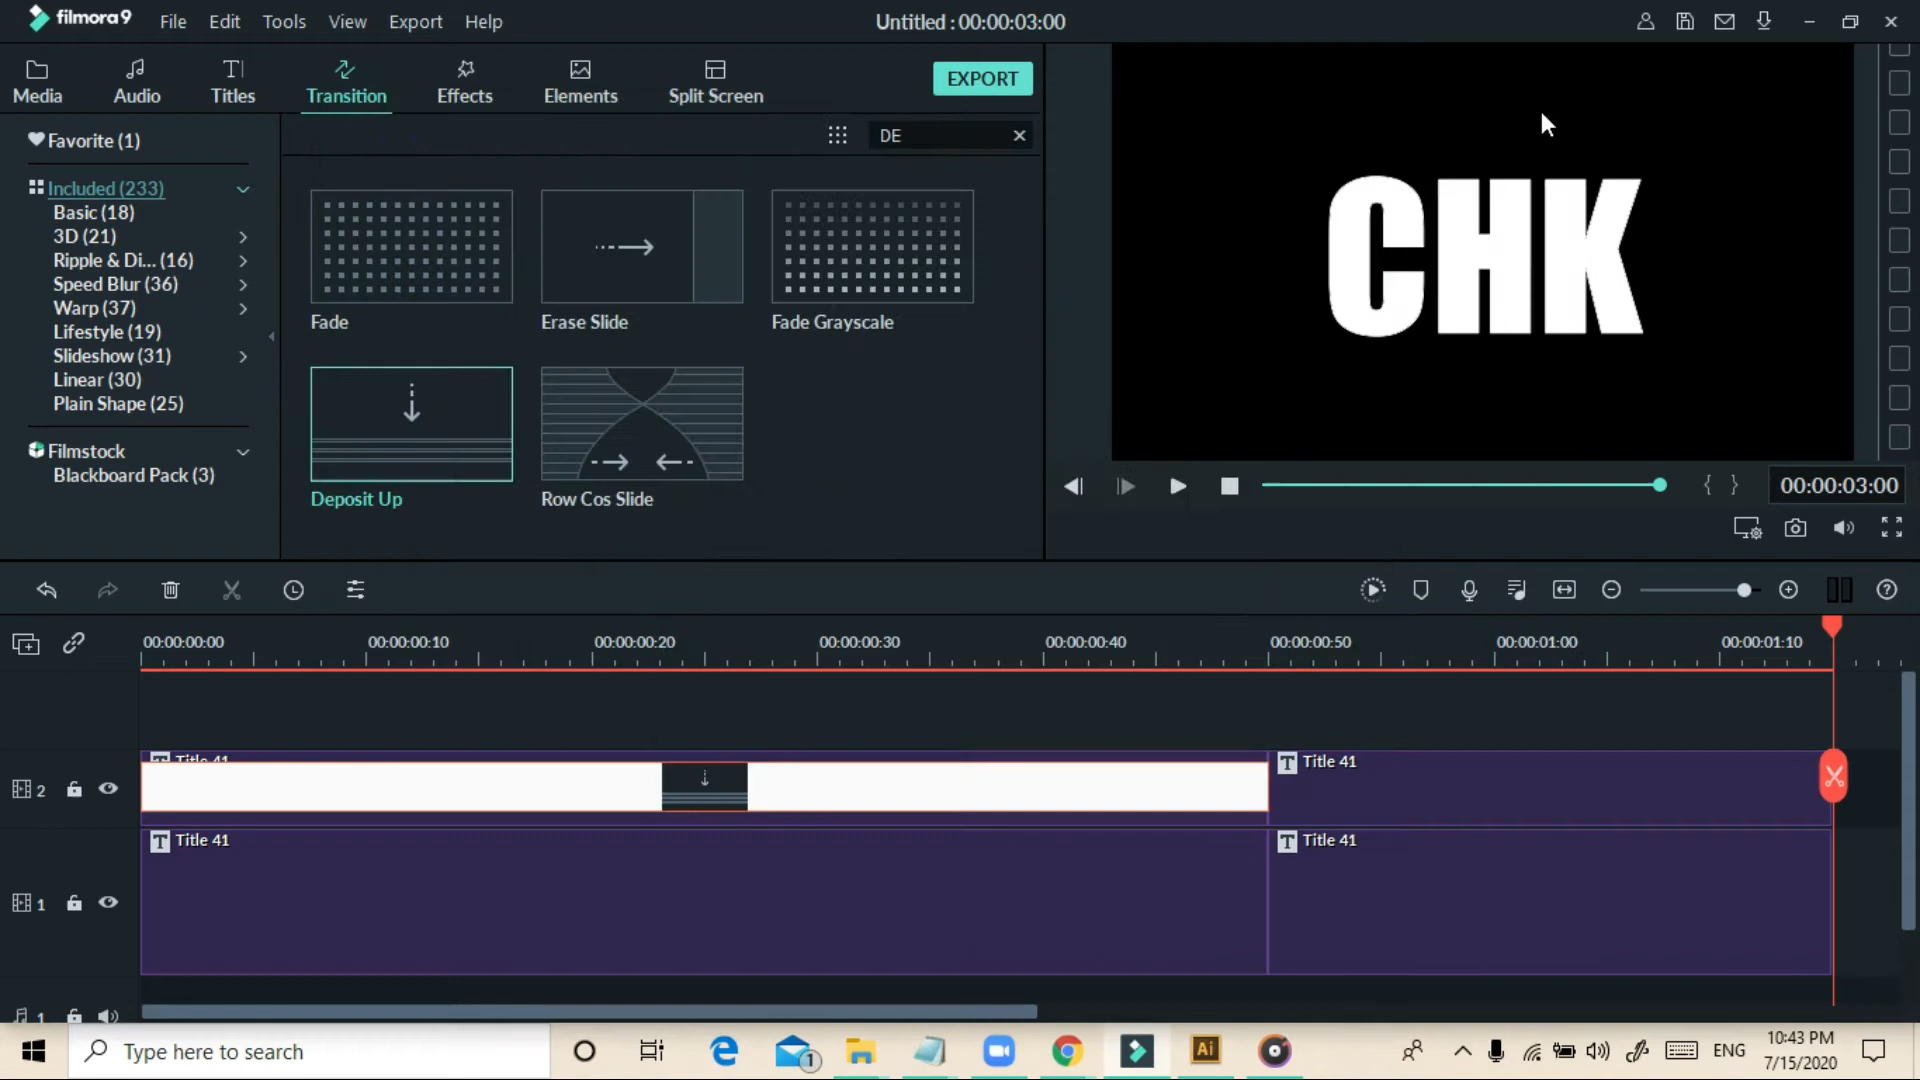 filmora9 File Edit Tools View Export Help Untitled : 00:00:03:00
Media Audio Titles Transition Effects Elements Split Screen EXPORT
Favorite (1)
DE
Included (233)
Basic (18)
3D (21)
Ripple & Di... (16)
Speed Blur (36)
Warp (37)
Lifestyle (19)
Slideshow (31)
Linear (30)
Plain Shape (25)
Filmstock
Blackboard Pack (3)
Fade Erase Slide Fade Grayscale
Deposit Up Row Cos Slide
CHK
00:00:03:00
00:00:00:00 00:00:00:10 00:00:00:20 00:00:00:30 00:00:00:40 00:00:00:50 00:00:01:00 00:00:01:10
2 Title 41 Title 41
1 Title 41 Title 41
1
Type here to search
1
Ai
ENG
10:43 PM
7/15/2020